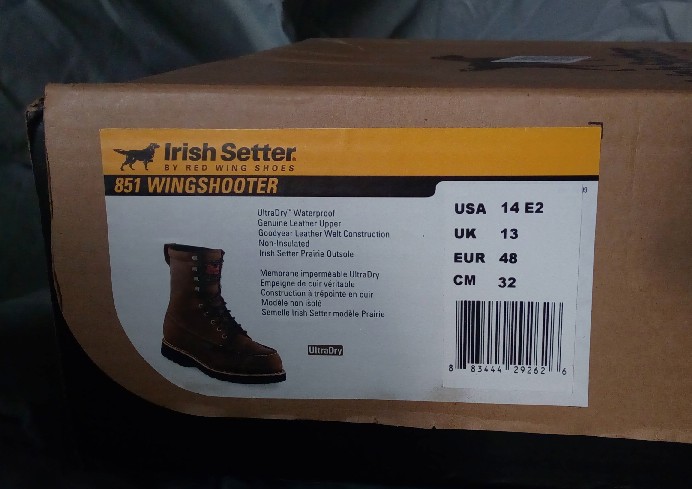 Irish Setter
BY RED WING SHOES
851 WINGSHOOTER
UltraDry™ Waterproof
Genuine Leather Upper
Goodyear Leather Welt Construction
Non-Insulated
Irish Setter Prairie Outsole
Membrane imperméable UltraDry
Empeigne de cuir véritable
Construction à trépointe en cuir
Modèle non isolé
Semelle Irish Setter modèle Prairie
UltraDry
USA 14 E2
UK 13
EUR 48
CM 32
8 83444 29262 6